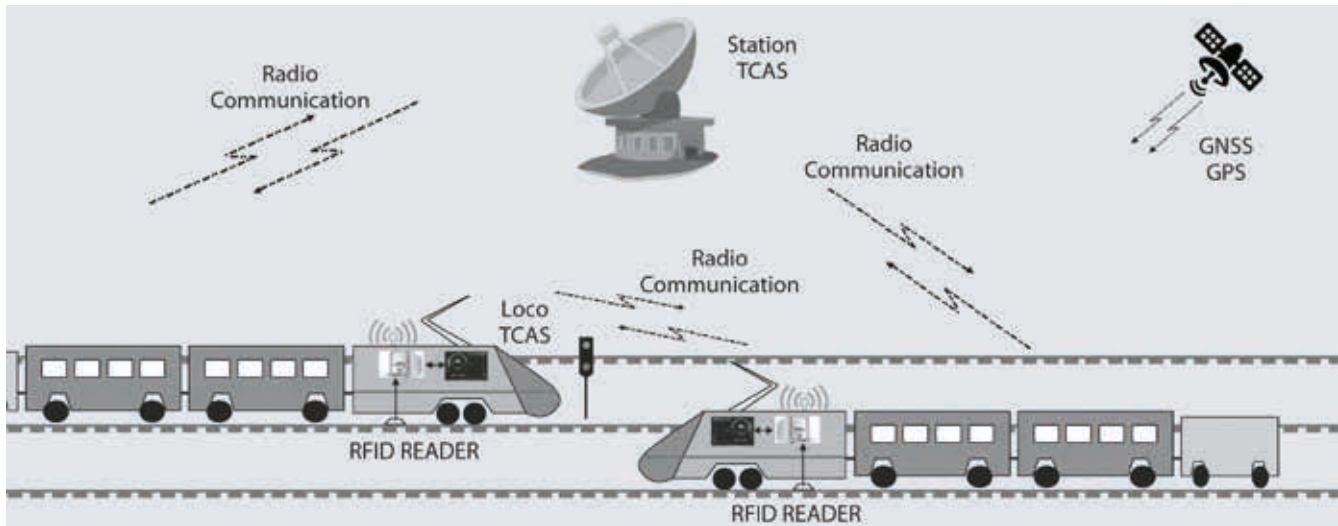 Station
TCAS
Radio
Communication
GNSS
GPS
Radio
Communication
Radio
Communication
Loco
TCAS
RFID READER
RFID READER